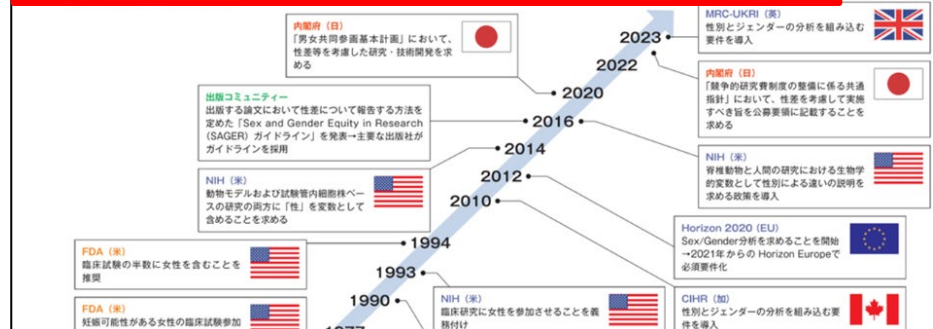 MRC-UKRI（英）
性別とジェンダーの分析を組み込む
要件を導入
2023
内閣府（日）
「男女共同参画基本計画」において、
性差等を考慮した研究・技術開発を求
める
2022
内閣府（日）
「競争的研究費制度の整備に係る共通
指針」において、性差を考慮して実施
すべき旨を公募要領に記載することを
求める
2020
出版コミュニティー
出版する論文において性差について報告する方法を
定めた「Sex and Gender Equity in Research
（SAGER）ガイドライン」を発表→主要な出版社が
ガイドラインを採用
2016
NIH（米）
脊椎動物と人間の研究における生物学
的変数として性別による違いの説明を
求める政策を導入
2014
NIH（米）
動物モデルおよび試験管内細胞株ベー
スの研究の両方に「性」を変数として
含めることを求める
2012
Horizon 2020 (EU)
Sex/Gender分析を求めることを開始
→2021年からの Horizon Europeで
必須要件化
2010
CIHR（加）
性別とジェンダーの分析を組み込む要
件を導入
1994
FDA（米）
臨床試験の半数に女性を含むことを
推奨
1993
NIH（米）
臨床研究に女性を参加させることを義
務付け
1990
FDA（米）
妊娠可能性がある女性の臨床試験参加
1977